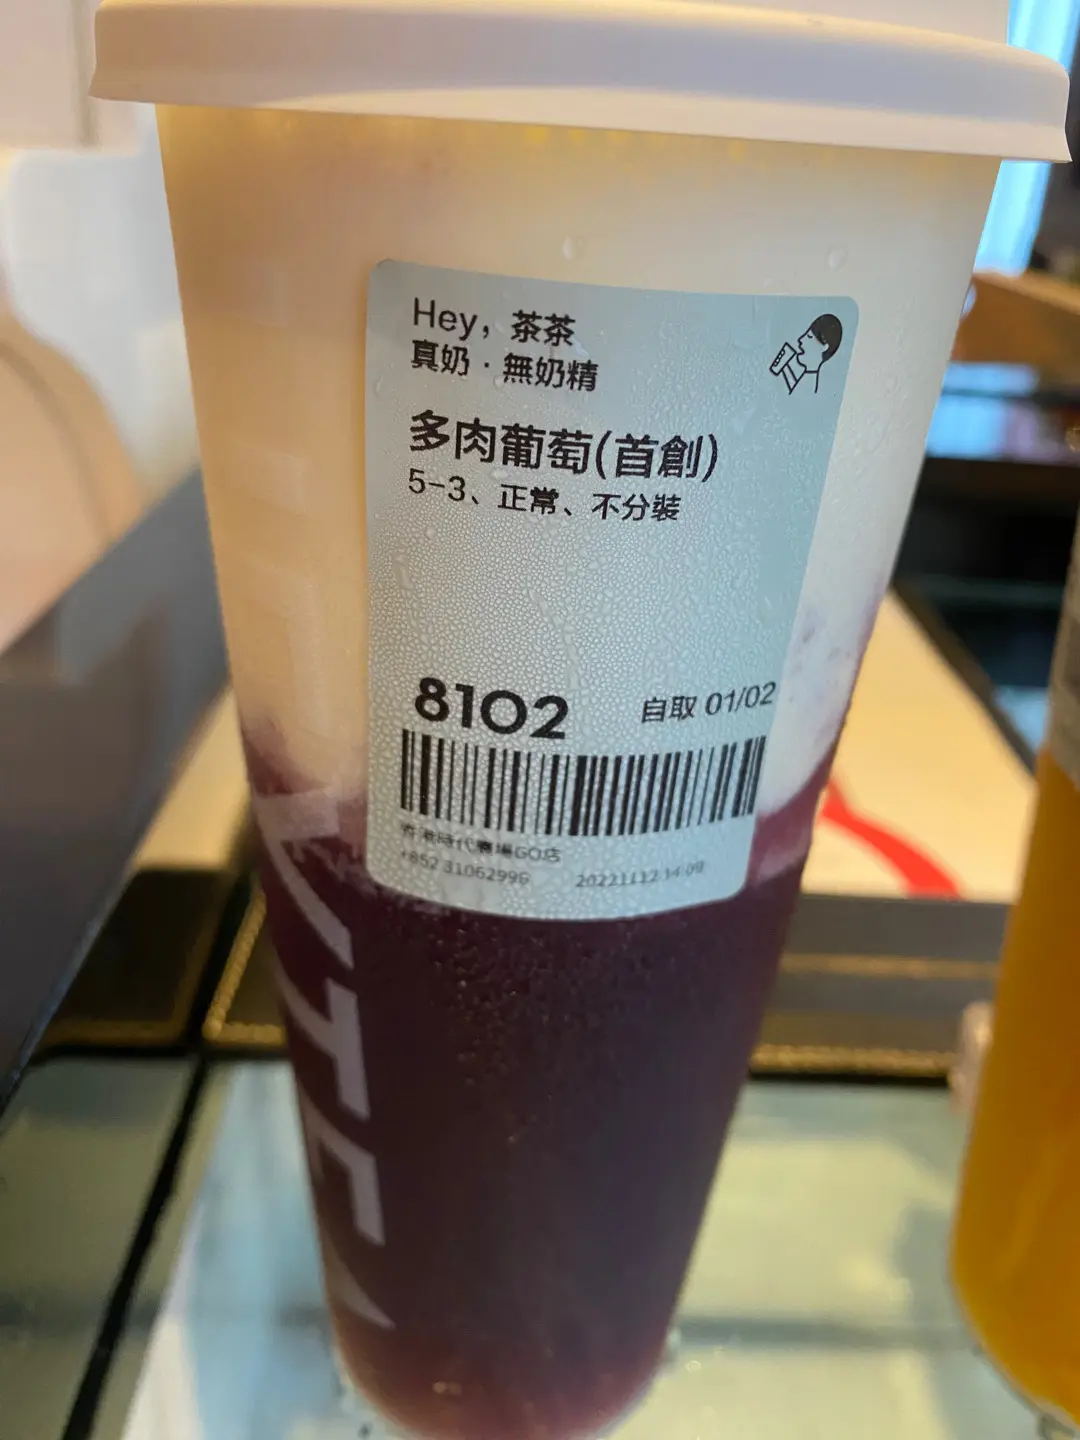 Hey, 茶茶
真奶·無奶精
多肉葡萄(首創)
5-3、正常、不分裝
8102
自取 01/02
香港時代廣場GO店
+852 31062996
20221112 14:09